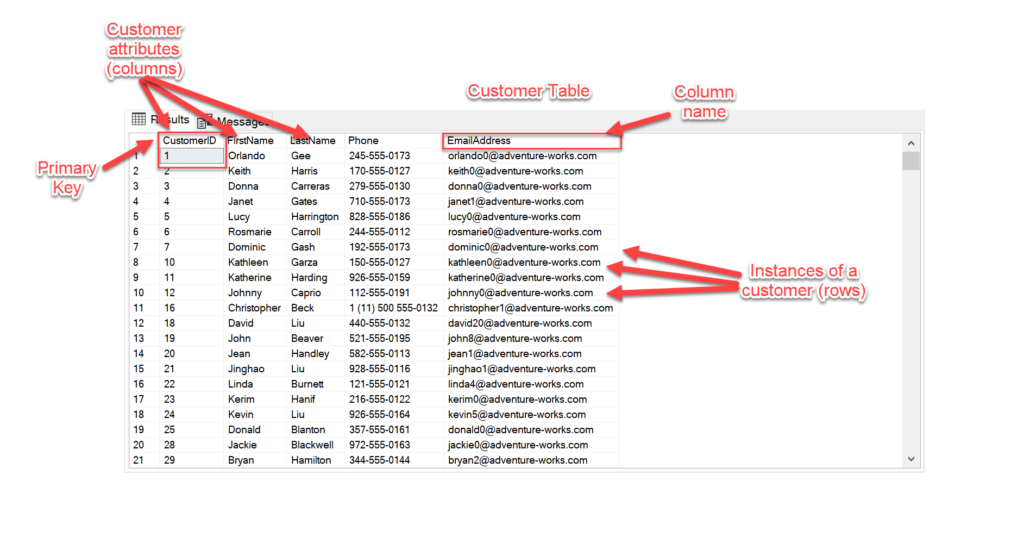 Customer
attributes
(columns)
Customer Table
Column
name
Primary
Key
Instances of a
customer (rows)
Results Messages
CustomerID FirstName LastName Phone EmailAddress
1 1 Orlando Gee 245-555-0173 orlando0@adventure-works.com
2 2 Keith Harris 170-555-0127 keith0@adventure-works.com
3 3 Donna Carreras 279-555-0130 donna0@adventure-works.com
4 4 Janet Gates 710-555-0173 janet1@adventure-works.com
5 5 Lucy Harrington 828-555-0186 lucy0@adventure-works.com
6 6 Rosmarie Carroll 244-555-0112 rosmarie0@adventure-works.com
7 7 Dominic Gash 192-555-0173 dominic0@adventure-works.com
8 10 Kathleen Garza 150-555-0127 kathleen0@adventure-works.com
9 11 Katherine Harding 926-555-0159 katherine0@adventure-works.com
10 12 Johnny Caprio 112-555-0191 johnny0@adventure-works.com
11 16 Christopher Beck 1 (11) 500 555-0132 christopher1@adventure-works.com
12 18 David Liu 440-555-0132 david20@adventure-works.com
13 19 John Beaver 521-555-0195 john8@adventure-works.com
14 20 Jean Handley 582-555-0113 jean1@adventure-works.com
15 21 Jinghao Liu 928-555-0116 jinghao1@adventure-works.com
16 22 Linda Burnett 121-555-0121 linda4@adventure-works.com
17 23 Kerim Hanif 216-555-0122 kerim0@adventure-works.com
18 24 Kevin Liu 926-555-0164 kevin5@adventure-works.com
19 25 Donald Blanton 357-555-0161 donald0@adventure-works.com
20 28 Jackie Blackwell 972-555-0163 jackie0@adventure-works.com
21 29 Bryan Hamilton 344-555-0144 bryan2@adventure-works.com